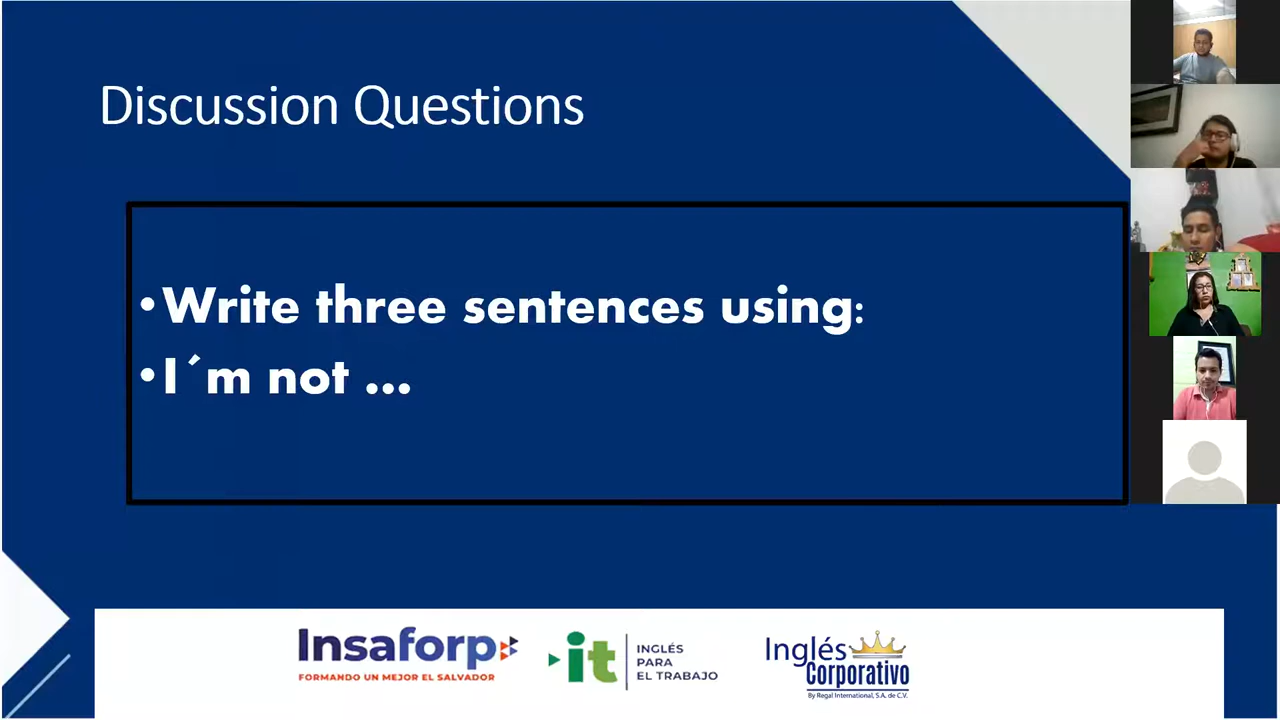 Discussion Questions
•Write three sentences using:
•I´m not ...
Insaforp
FORMANDO UN MEJOR EL SALVADOR
it
INGLÉS
PARA
EL TRABAJO
Inglés
Corporativo
By Regal International, S.A. de C.V.